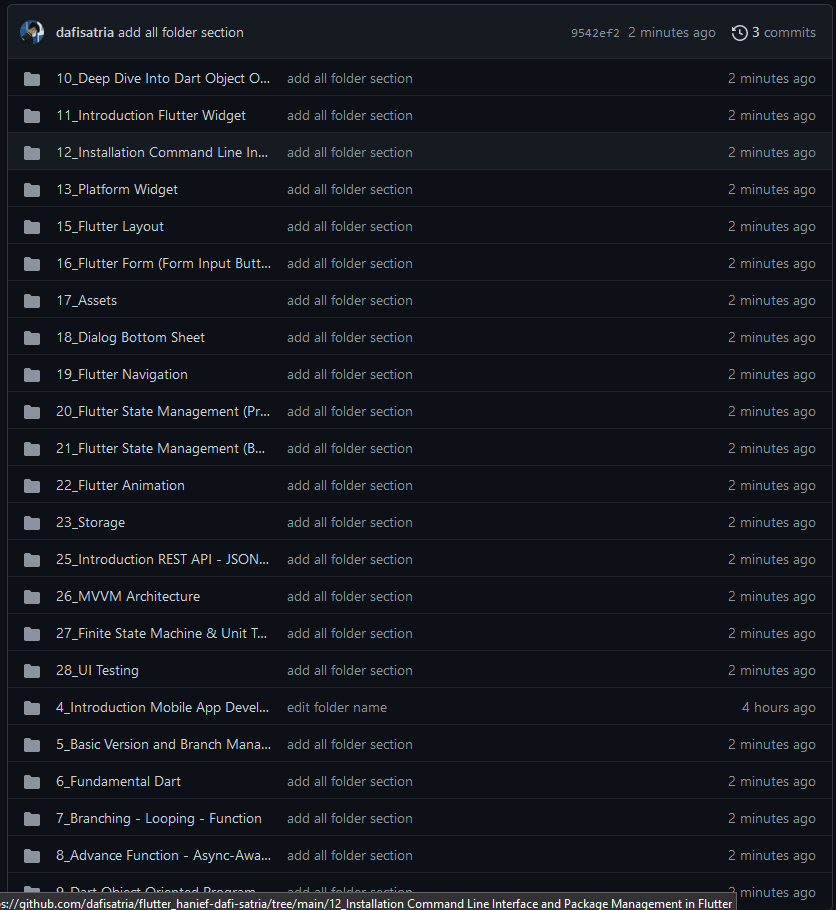 dafisatria add all folder section 9542ef2 2 minutes ago 3 commits
10_Deep Dive Into Dart Object O... add all folder section 2 minutes ago
11_Introduction Flutter Widget add all folder section 2 minutes ago
12_Installation Command Line In... add all folder section 2 minutes ago
13_Platform Widget add all folder section 2 minutes ago
15_Flutter Layout add all folder section 2 minutes ago
16_Flutter Form (Form Input Butt... add all folder section 2 minutes ago
17_Assets add all folder section 2 minutes ago
18_Dialog Bottom Sheet add all folder section 2 minutes ago
19_Flutter Navigation add all folder section 2 minutes ago
20_Flutter State Management (Pr... add all folder section 2 minutes ago
21_Flutter State Management (B... add all folder section 2 minutes ago
22_Flutter Animation add all folder section 2 minutes ago
23_Storage add all folder section 2 minutes ago
25_Introduction REST API - JSON... add all folder section 2 minutes ago
26_MVVM Architecture add all folder section 2 minutes ago
27_Finite State Machine & Unit T... add all folder section 2 minutes ago
28_UI Testing add all folder section 2 minutes ago
4_Introduction Mobile App Devel... edit folder name 4 hours ago
5_Basic Version and Branch Mana... add all folder section 2 minutes ago
6_Fundamental Dart add all folder section 2 minutes ago
7_Branching - Looping - Function add all folder section 2 minutes ago
8_Advance Function - Async-Awa... add all folder section 2 minutes ago
9_Dart Object Oriented Program... add all folder section 2 minutes ago
s://github.com/dafisatria/flutter_hanief-dafi-satria/tree/main/12_Installation Command Line Interface and Package Management in Flutter